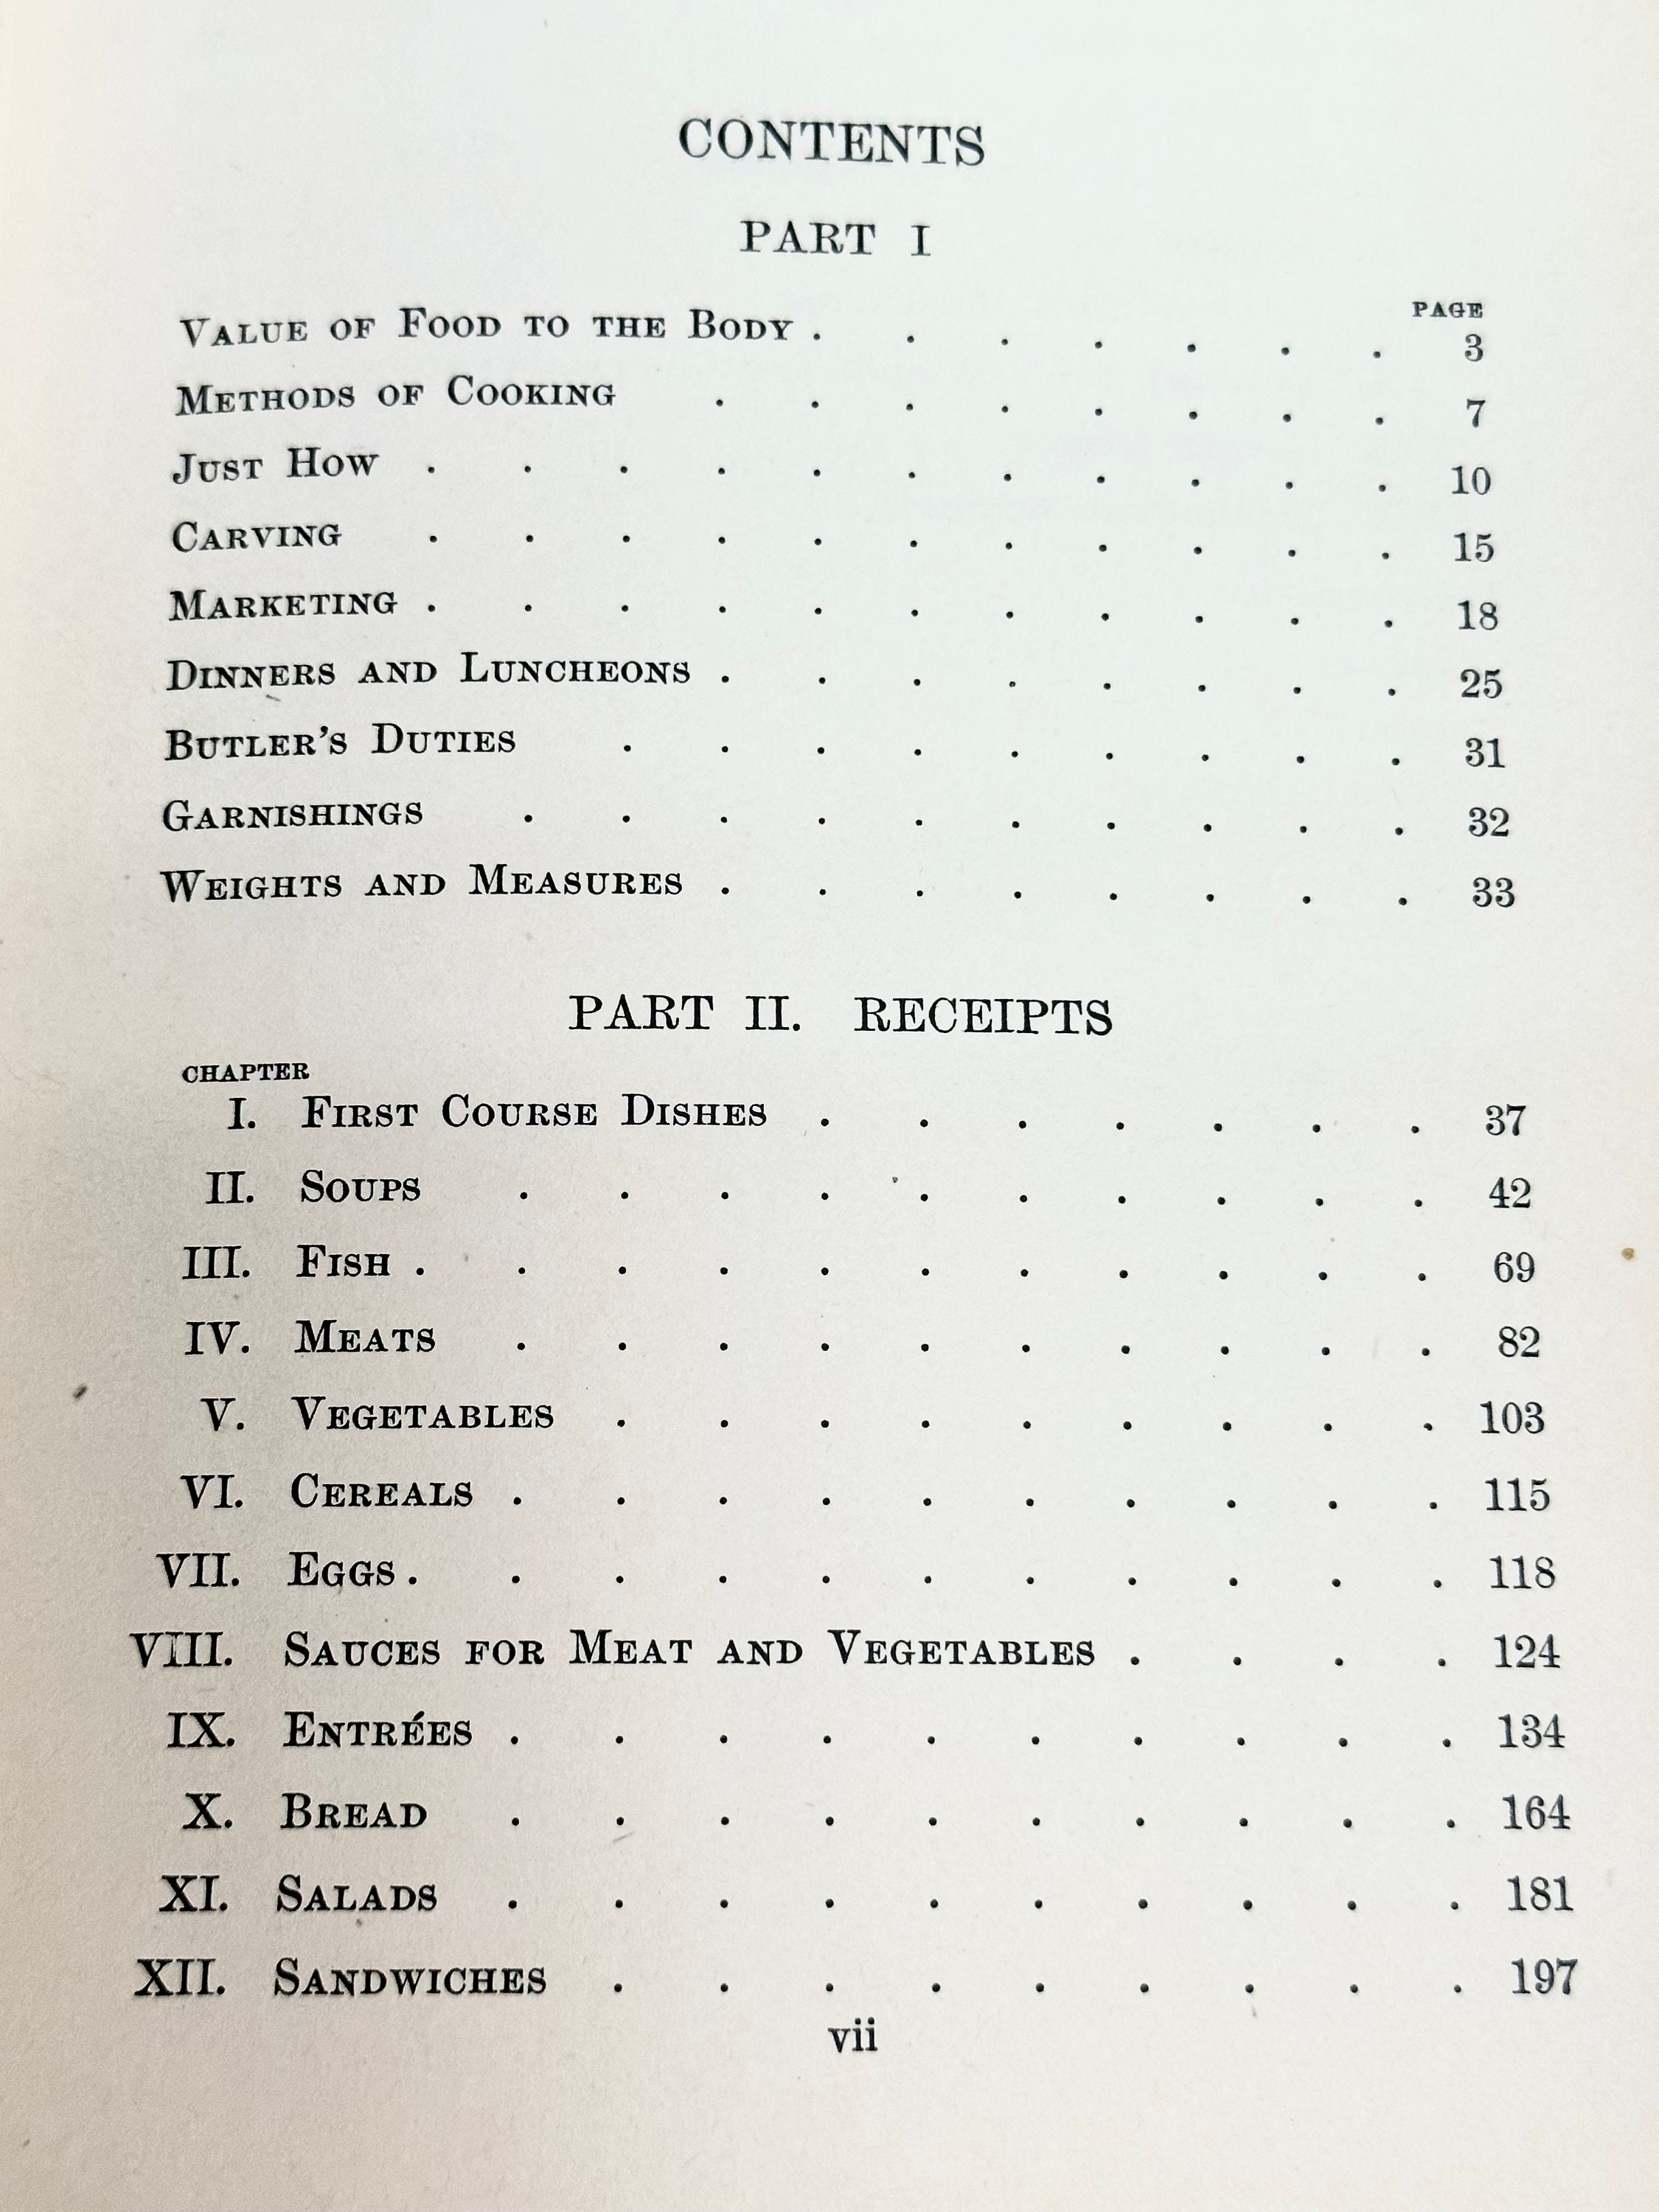 CONTENTS
PART I
PAGE
VALUE OF FOOD TO THE BODY . . . . . . . 3
METHODS OF COOKING . . . . . . . . 7
JUST HOW . . . . . . . . . . . 10
CARVING . . . . . . . . . . . 15
MARKETING . . . . . . . . . . . 18
DINNERS AND LUNCHEONS . . . . . . . . 25
BUTLER'S DUTIES . . . . . . . . . 31
GARNISHINGS . . . . . . . . . . 32
WEIGHTS AND MEASURES . . . . . . . . 33
PART II. RECEIPTS
CHAPTER
I. FIRST COURSE DISHES . . . . . . . 37
II. SOUPS . . . . . . . . . . 42
III. FISH . . . . . . . . . . . 69
IV. MEATS . . . . . . . . . . 82
V. VEGETABLES . . . . . . . . . 103
VI. CEREALS . . . . . . . . . . 115
VII. EGGS . . . . . . . . . . . 118
VIII. SAUCES FOR MEAT AND VEGETABLES . . . . 124
IX. ENTRÉES . . . . . . . . . . 134
X. BREAD . . . . . . . . . . 164
XI. SALADS . . . . . . . . . . 181
XII. SANDWICHES . . . . . . . . . 197
vii